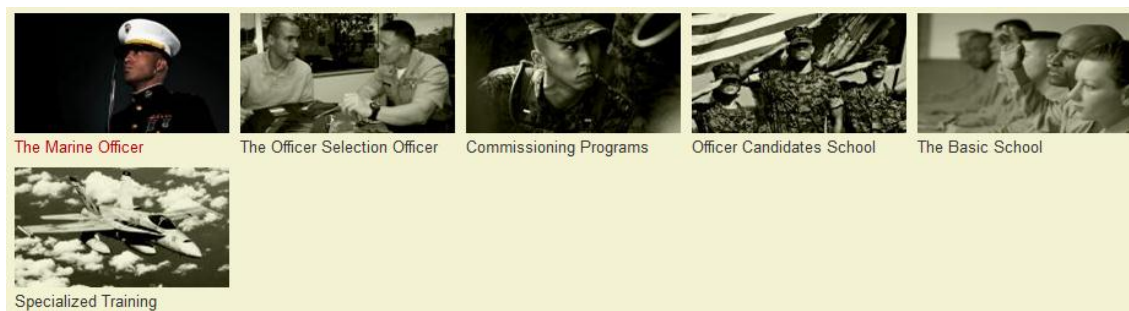 The Marine Officer
The Officer Selection Officer
Commissioning Programs
Officer Candidates School
The Basic School
Specialized Training